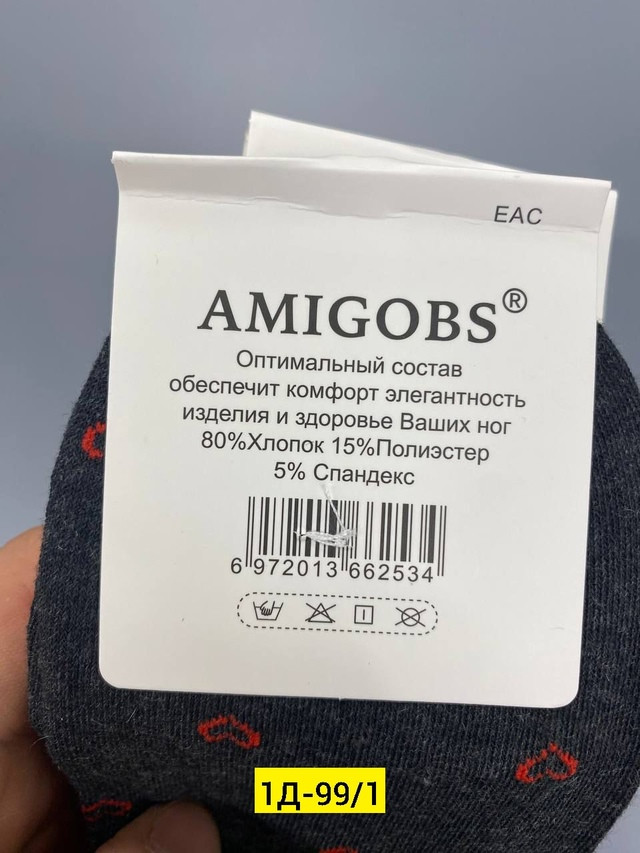 EAC
AMIGOBS®
Оптимальный состав
обеспечит комфорт элегантность
изделия и здоровье Ваших ног
80%Хлопок 15%Полиэстер
5% Спандекс
6 972013 662534
1Д-99/1